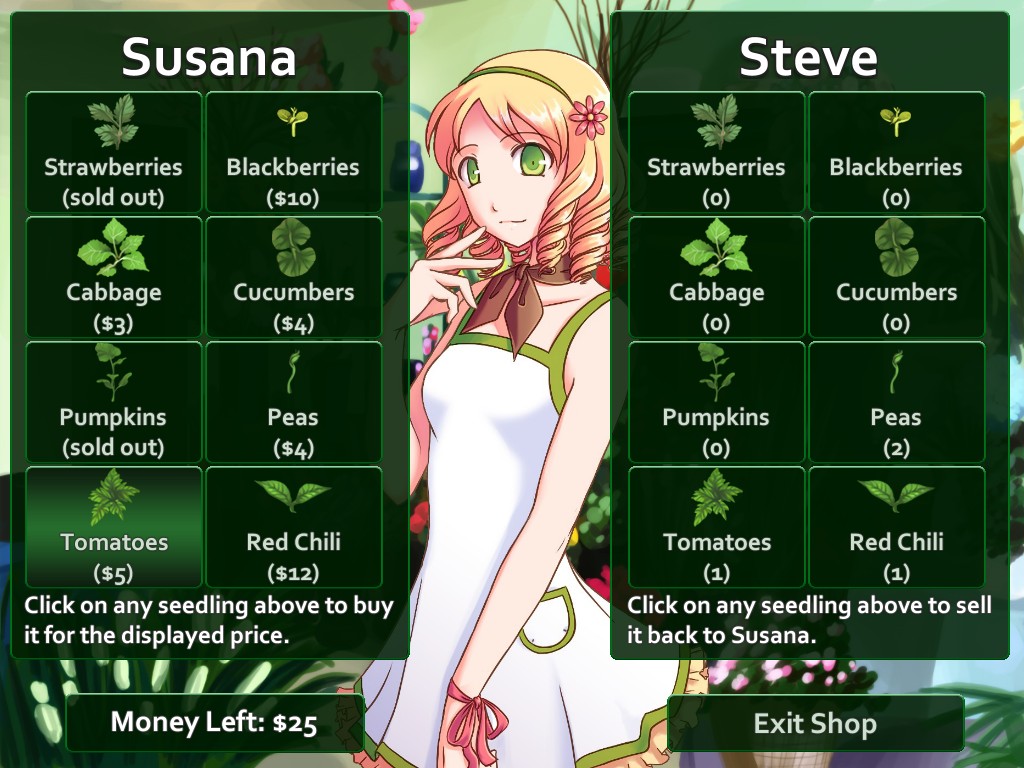 Susana
Strawberries
(sold out)
Blackberries
($10)
Cabbage
($3)
Cucumbers
($4)
Pumpkins
(sold out)
Peas
($4)
Tomatoes
($5)
Red Chili
($12)
Click on any seedling above to buy
it for the displayed price.
Money Left: $25
Steve
Strawberries
(0)
Blackberries
(0)
Cabbage
(0)
Cucumbers
(0)
Pumpkins
(0)
Peas
(2)
Tomatoes
(1)
Red Chili
(1)
Click on any seedling above to sell
it back to Susana.
Exit Shop